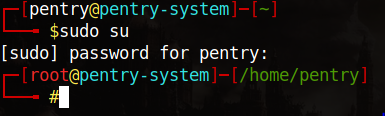 ┌─[pentry@pentry-system]─[~]
└──╼ $sudo su
[sudo] password for pentry:
┌─[root@pentry-system]─[/home/pentry]
└──╼ #